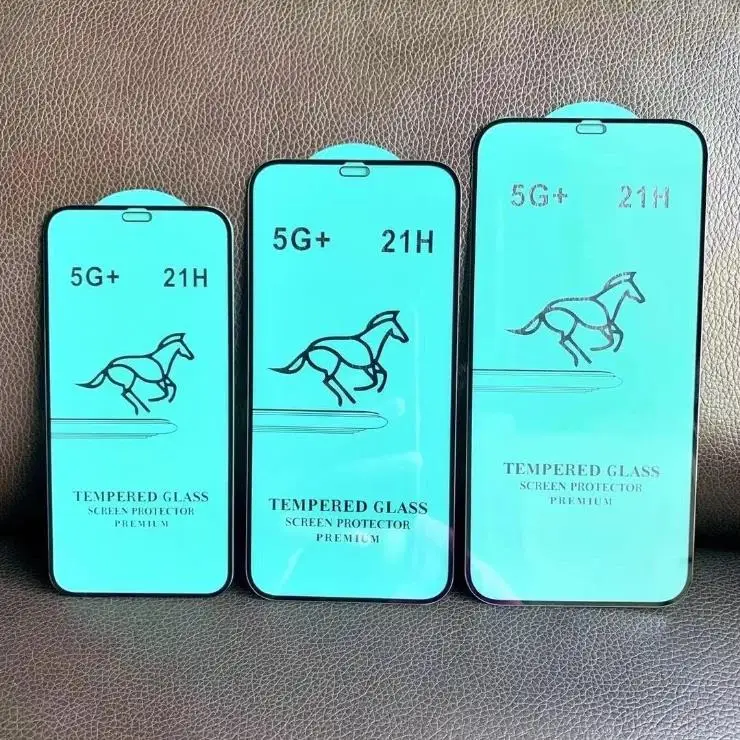 5G+ 21H
TEMPERED GLASS
SCREEN PROTECTOR
PREMIUM
5G+ 21H
TEMPERED GLASS
SCREEN PROTECTOR
PREMIUM
5G+ 21H
TEMPERED GLASS
SCREEN PROTECTOR
PREMIUM